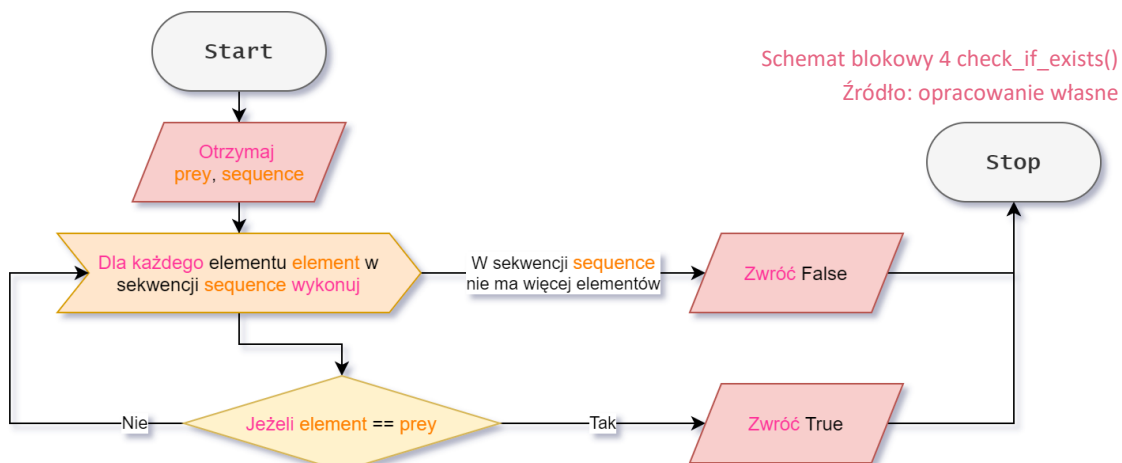 Start
Schemat blokowy 4 check_if_exists()
Źródło: opracowanie własne
Otrzymaj
prey, sequence
Stop
Dla każdego elementu element w
sekwencji sequence wykonuj
W sekwencji sequence
nie ma więcej elementów
Zwróć False
Nie
Jeżeli element == prey
Tak
Zwróć True